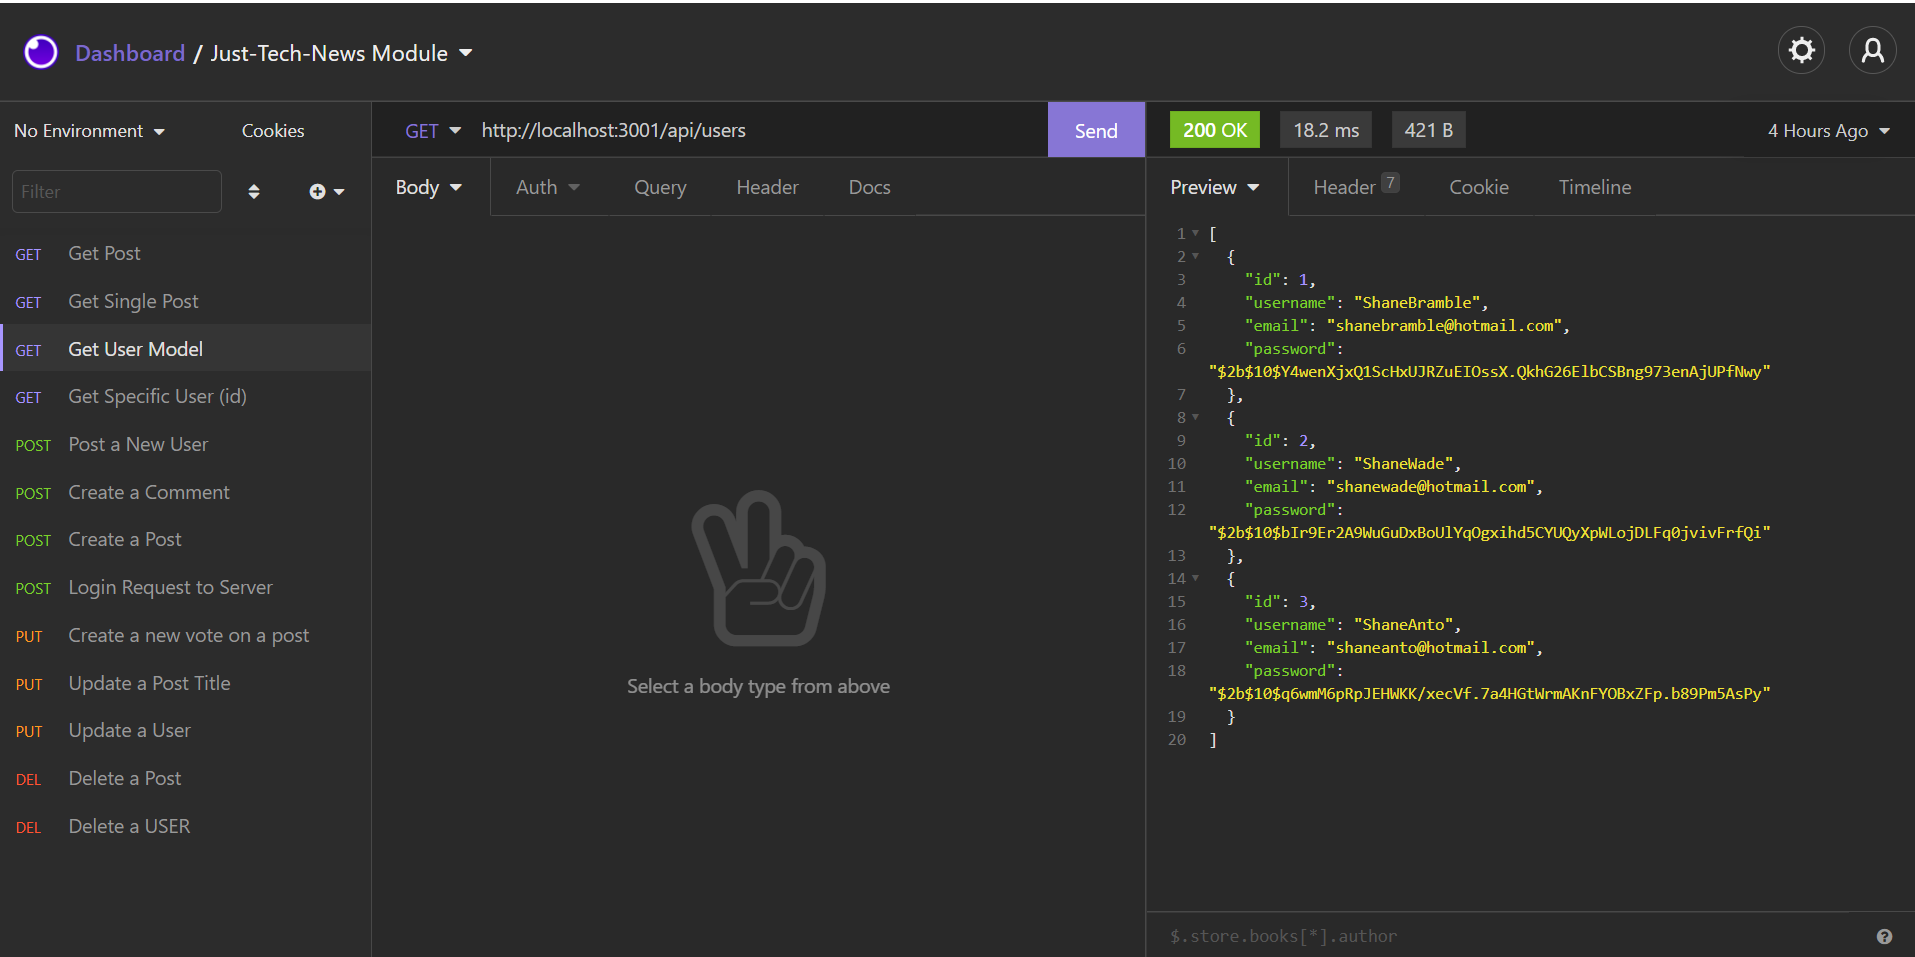 Dashboard / Just-Tech-News Module
No Environment
Cookies
Filter
GET Get Post
GET Get Single Post
GET Get User Model
GET Get Specific User (id)
POST Post a New User
POST Create a Comment
POST Create a Post
POST Login Request to Server
PUT Create a new vote on a post
PUT Update a Post Title
PUT Update a User
DEL Delete a Post
DEL Delete a USER
GET http://localhost:3001/api/users Send
Body Auth Query Header Docs
Select a body type from above
200 OK 18.2 ms 421 B 4 Hours Ago
Preview Header 7 Cookie Timeline
1 [
2 {
3 "id": 1,
4 "username": "ShaneBramble",
5 "email": "shanebramble@hotmail.com",
6 "password":
"$2b$10$Y4wenXjxQ1ScHxUJRZuEIOssX.QkhG26ElbCSBng973enAjUPfNwy"
7 },
8 {
9 "id": 2,
10 "username": "ShaneWade",
11 "email": "shanewade@hotmail.com",
12 "password":
"$2b$10$bIr9Er2A9WuGuDxBoUlYqOgxihd5CYUQyXpWLojDLFq0jvivFrfQi"
13 },
14 {
15 "id": 3,
16 "username": "ShaneAnto",
17 "email": "shaneanto@hotmail.com",
18 "password":
"$2b$10$q6wmM6pRpJEHWKK/xecVf.7a4HGtWrmAKnFYOBxZFp.b89Pm5AsPy"
19 }
20 ]
$.store.books[*].author